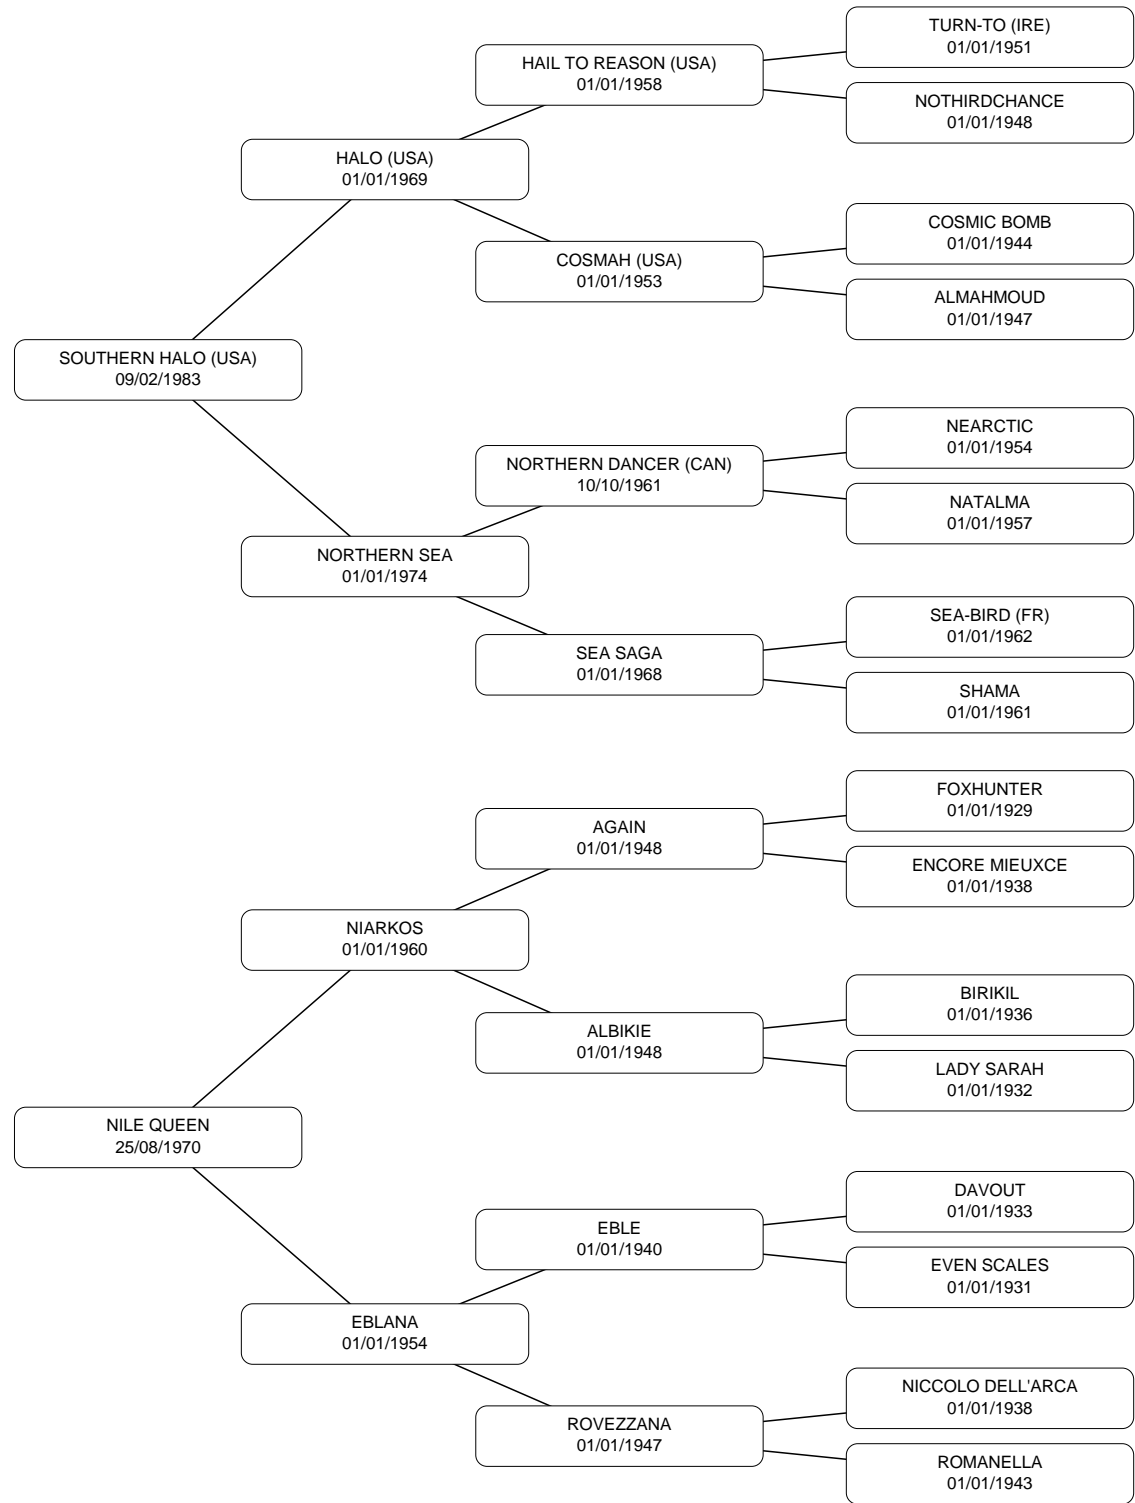 TURN-TO (IRE)
01/01/1951
HAIL TO REASON (USA)
01/01/1958
NOTHIRDCHANCE
01/01/1948
HALO (USA)
01/01/1969
COSMIC BOMB
01/01/1944
COSMAH (USA)
01/01/1953
ALMAHMOUD
01/01/1947
SOUTHERN HALO (USA)
09/02/1983
NEARCTIC
01/01/1954
NORTHERN DANCER (CAN)
10/10/1961
NATALMA
01/01/1957
NORTHERN SEA
01/01/1974
SEA-BIRD (FR)
01/01/1962
SEA SAGA
01/01/1968
SHAMA
01/01/1961
FOXHUNTER
01/01/1929
AGAIN
01/01/1948
ENCORE MIEUXCE
01/01/1938
NIARKOS
01/01/1960
BIRIKIL
01/01/1936
ALBIKIE
01/01/1948
LADY SARAH
01/01/1932
NILE QUEEN
25/08/1970
DAVOUT
01/01/1933
EBLE
01/01/1940
EVEN SCALES
01/01/1931
EBLANA
01/01/1954
NICCOLO DELL'ARCA
01/01/1938
ROVEZZANA
01/01/1947
ROMANELLA
01/01/1943